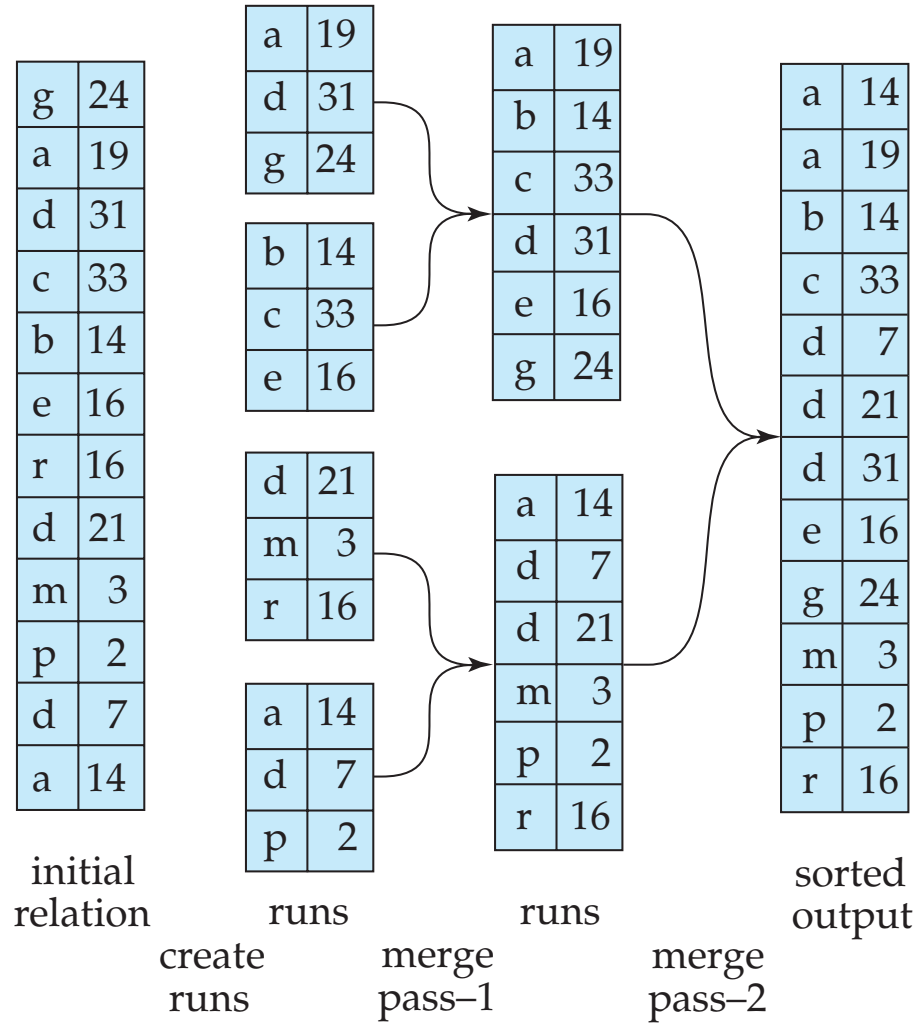 g 24
a 19
d 31
c 33
b 14
e 16
r 16
d 21
m 3
p 2
d 7
a 14
initial
relation
a 19
d 31
g 24
b 14
c 33
e 16
d 21
m 3
r 16
a 14
d 7
p 2
runs
create
runs
merge
pass–1
a 19
b 14
c 33
d 31
e 16
g 24
a 14
d 7
d 21
m 3
p 2
r 16
runs
merge
pass–2
a 14
a 19
b 14
c 33
d 7
d 21
d 31
e 16
g 24
m 3
p 2
r 16
sorted
output